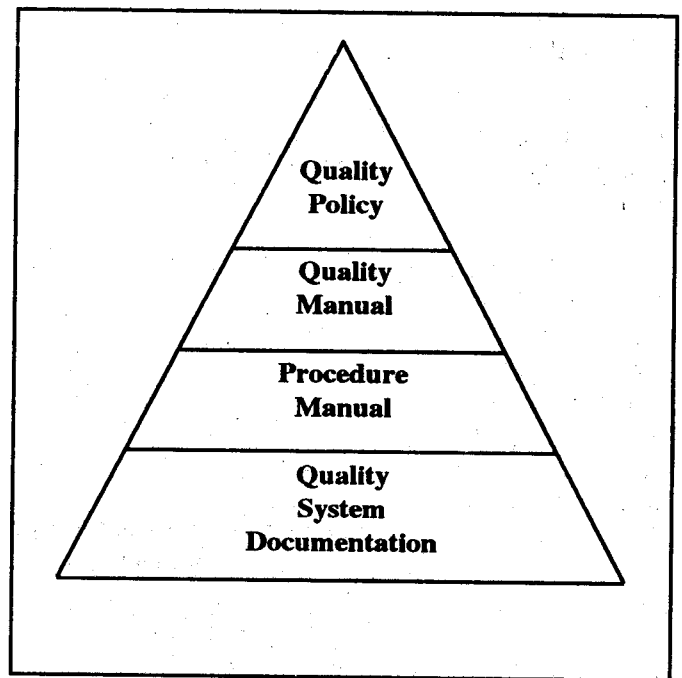 Quality
Policy
Quality
Manual
Procedure
Manual
Quality
System
Documentation